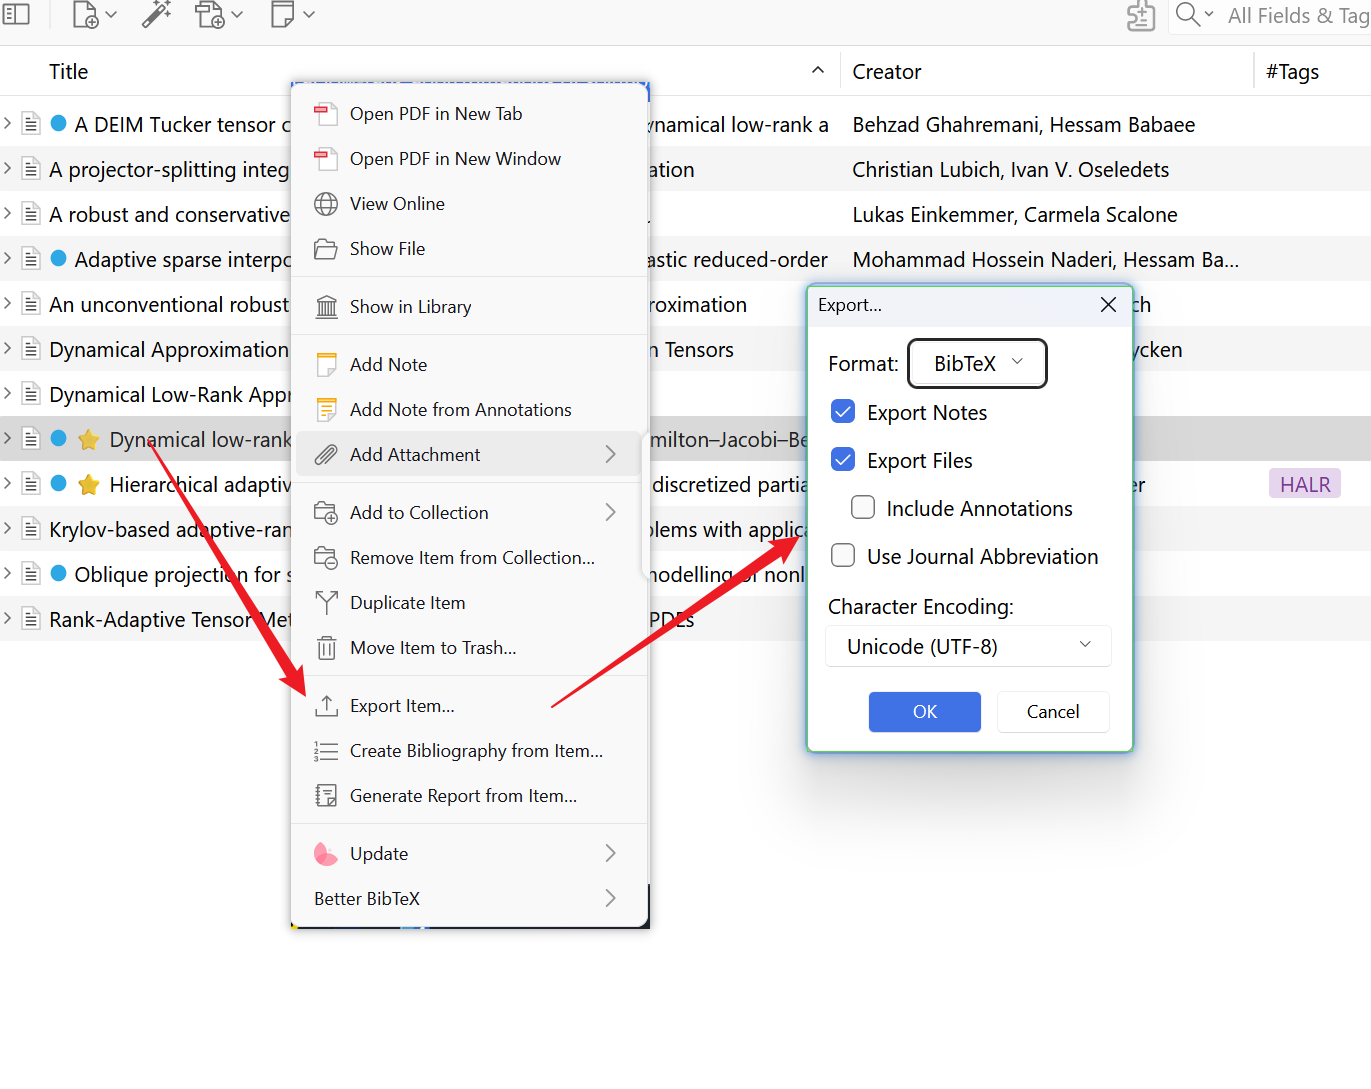 All Fields & Tag
Title
Creator
#Tags
A DEIM Tucker tensor
ynamical low-rank a
Behzad Ghahremani, Hessam Babaee
A projector-splitting integ
ation
Christian Lubich, Ivan V. Oseledets
A robust and conservative
Lukas Einkemmer, Carmela Scalone
Adaptive sparse interpo
astic reduced-order
Mohammad Hossein Naderi, Hessam Ba...
An unconventional robust
roximation
ch
Dynamical Approximation
n Tensors
ycken
Dynamical Low-Rank Appr
Dynamical low-rank
milton–Jacobi–Be
Hierarchical adaptiv
discretized partia
er
HALR
Krylov-based adaptive-ran
blems with applica
Oblique projection for s
modelling of nonl
Rank-Adaptive Tensor Met
PDEs
Open PDF in New Tab
Open PDF in New Window
View Online
Show File
Show in Library
Add Note
Add Note from Annotations
Add Attachment
Add to Collection
Remove Item from Collection...
Duplicate Item
Move Item to Trash...
Export Item...
Create Bibliography from Item...
Generate Report from Item...
Update
Better BibTeX
Export...
Format: BibTeX
Export Notes
Export Files
Include Annotations
Use Journal Abbreviation
Character Encoding:
Unicode (UTF-8)
OK
Cancel